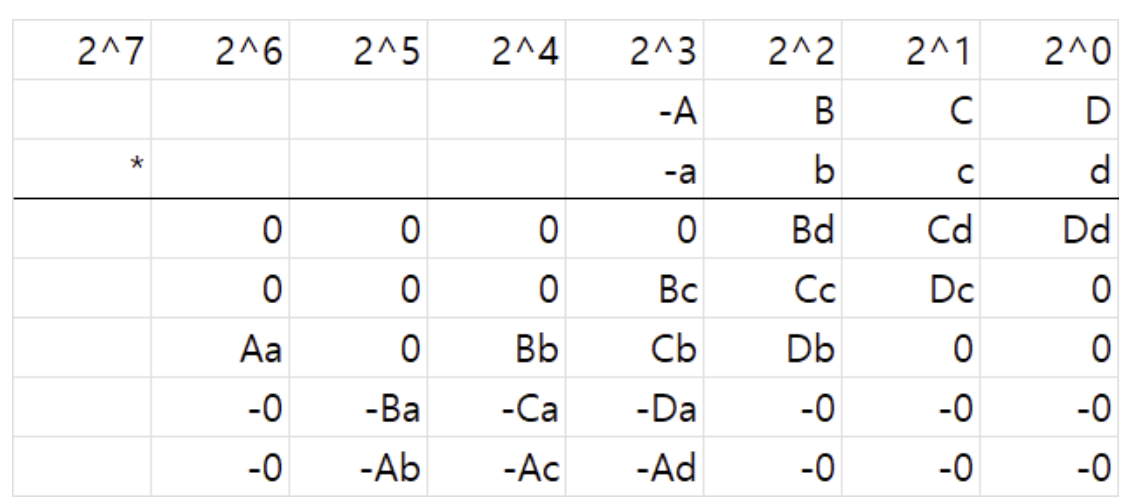 2^7 2^6 2^5 2^4 2^3 2^2 2^1 2^0
-A B C D
* -a b c d
0 0 0 0 Bd Cd Dd
0 0 0 Bc Cc Dc 0
Aa 0 Bb Cb Db 0 0
-0 -Ba -Ca -Da -0 -0 -0
-0 -Ab -Ac -Ad -0 -0 -0